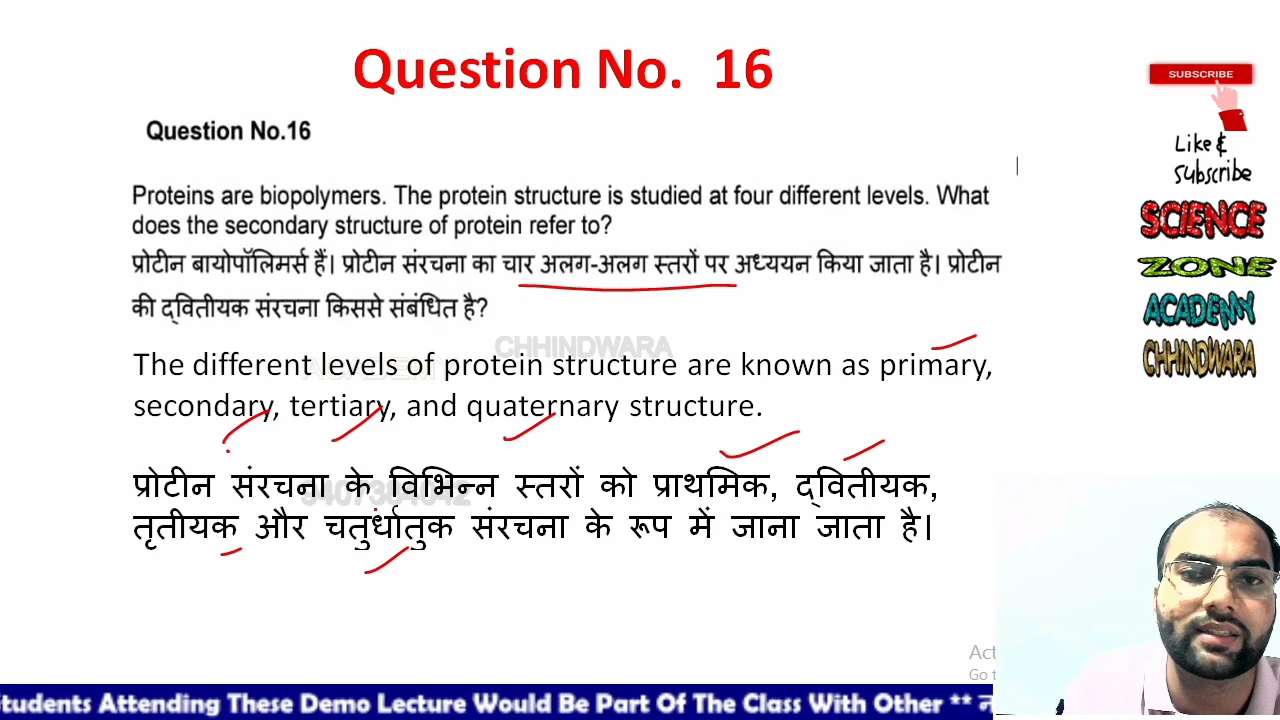 Question No. 16
Question No.16
Proteins are biopolymers. The protein structure is studied at four different levels. What
does the secondary structure of protein refer to?
प्रोटीन बायोपॉलिमर्स हैं। प्रोटीन संरचना का चार अलग-अलग स्तरों पर अध्ययन किया जाता है। प्रोटीन
की द्वितीयक संरचना किससे संबंधित है?
CHHINDWARA
ACADEMY
The different levels of protein structure are known as primary,
secondary, tertiary, and quaternary structure.
प्रोटीन संरचना के विभिन्न स्तरों को प्राथमिक, द्वितीयक,
तृतीयक और चतुर्धातुक संरचना के रूप में जाना जाता है।
SUBSCRIBE
Like &
Subscribe
SCIENCE
ZONE
ACADEMY
CHHINDWARA
Act
Go t
Students Attending These Demo Lecture Would Be Part Of The Class With Other **